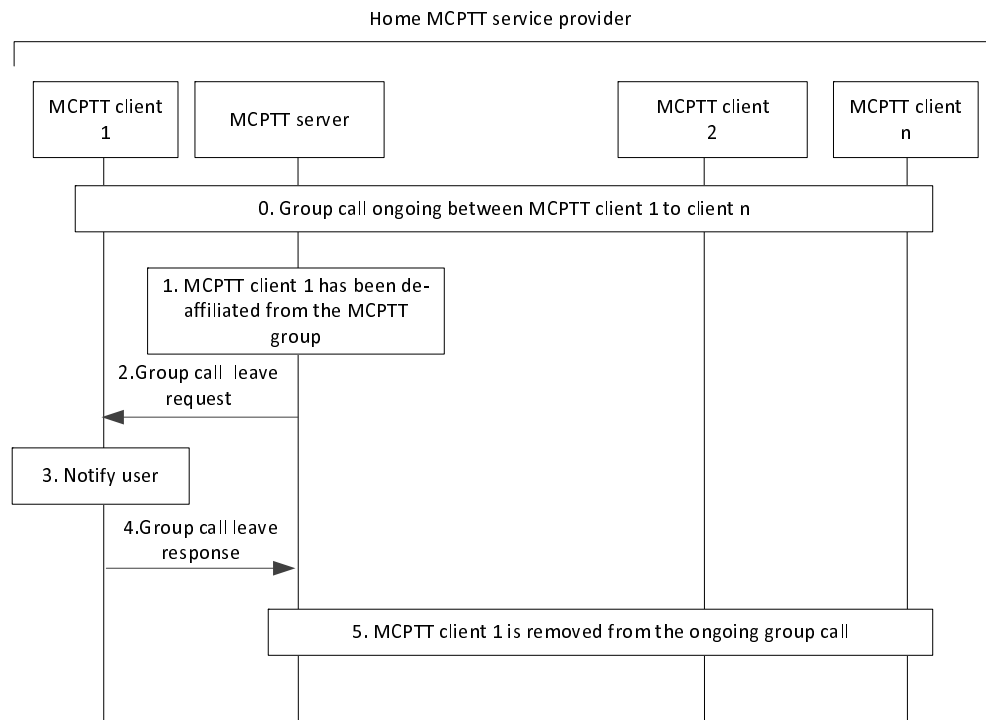 Home MCPTT service provider
MCPTT client
1
MCPTT server
MCPTT client
2
MCPTT client
n
0. Group call ongoing between MCPTT client 1 to client n
1. MCPTT client 1 has been de-
affiliated from the MCPTT
group
2.Group call leave
request
3. Notify user
4.Group call leave
response
5. MCPTT client 1 is removed from the ongoing group call